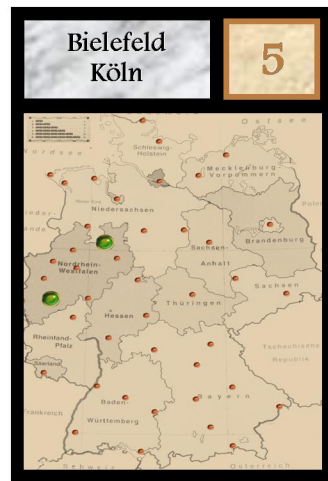 Bielefeld
Köln
5
Ostsee
Nordsee
Schleswig-
Holstein
Mecklenburg
Vorpommern
Niedersachsen
Sachsen-
Anhalt
Brandenburg
Nordrhein-
Westfalen
Sachsen
Thüringen
Hessen
Rheinland-
Pfalz
Saarland
Tschechische
Republik
Frankreich
Baden-
Württemberg
Bayern
Schweiz
Österreich